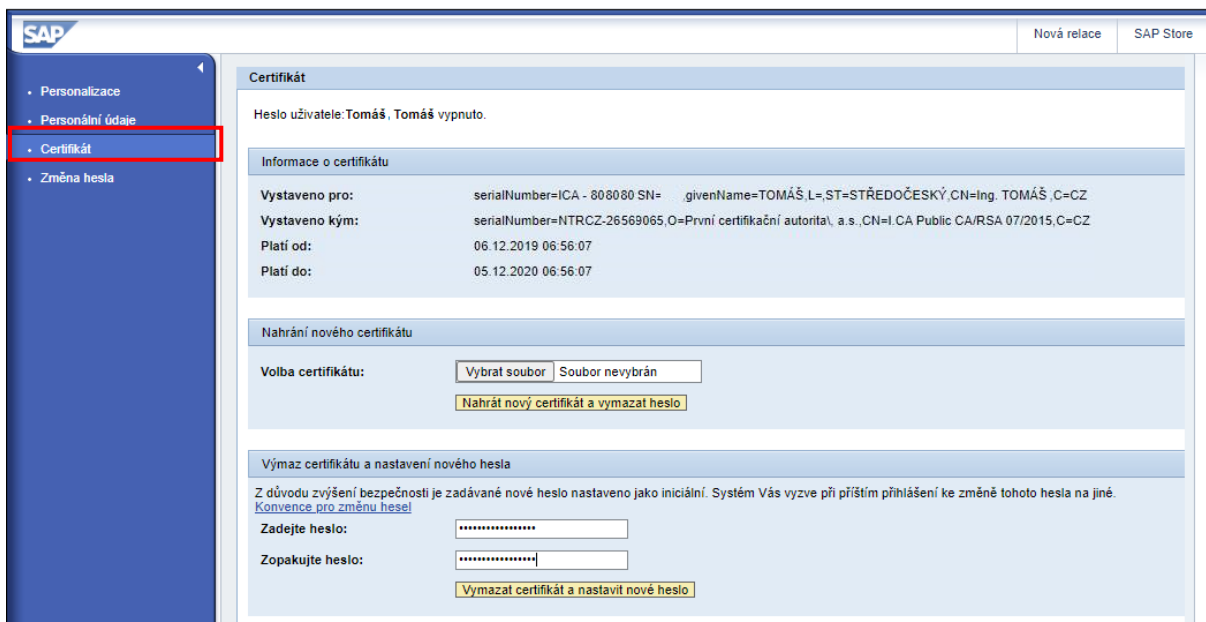 SAP
Nová relace
SAP Store
Personalizace
Personální údaje
Certifikát
Změna hesla
Certifikát
Heslo uživatele:Tomáš, Tomáš vypnuto.
Informace o certifikátu
Vystaveno pro: serialNumber=ICA - 808080 SN= ,givenName=TOMÁŠ,L=,ST=STŘEDOČESKÝ,CN=Ing. TOMÁŠ ,C=CZ
Vystaveno kým: serialNumber=NTRCZ-26569065,O=První certifikační autorita\, a.s.,CN=I.CA Public CA/RSA 07/2015,C=CZ
Platí od: 06.12.2019 06:56:07
Platí do: 05.12.2020 06:56:07
Nahrání nového certifikátu
Volba certifikátu: Vybrat soubor Soubor nevybrán
Nahrát nový certifikát a vymazat heslo
Výmaz certifikátu a nastavení nového hesla
Z důvodu zvýšení bezpečnosti je zadávané nové heslo nastaveno jako iniciální. Systém Vás vyzve při příštím přihlášení ke změně tohoto hesla na jiné.
Konvence pro změnu hesel
Zadejte heslo: •••••••••••••••••
Zopakujte heslo: •••••••••••••••••
Vymazat certifikát a nastavit nové heslo